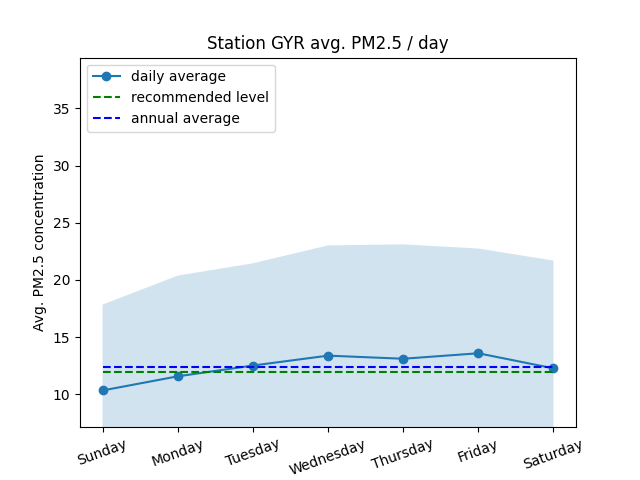 Station GYR avg. PM2.5 / day
daily average
recommended level
annual average
Avg. PM2.5 concentration
35
30
25
20
15
10
Sunday
Monday
Tuesday
Wednesday
Thursday
Friday
Saturday